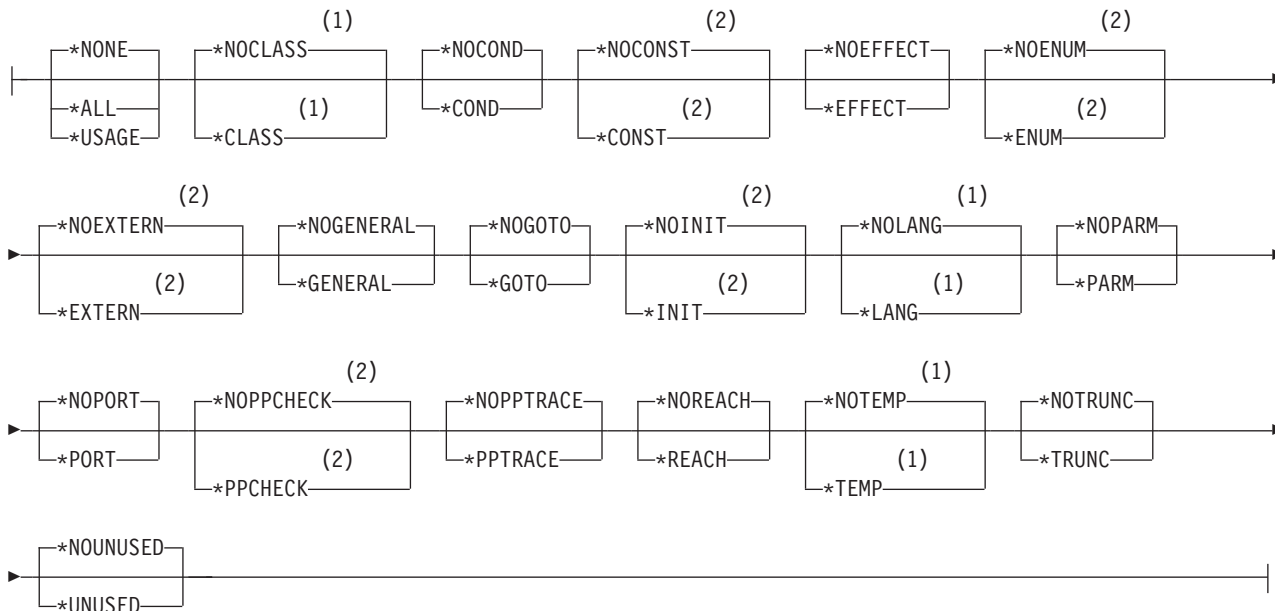 (1) (2) (2)
*NONE *NOCLASS *NOCOND *NOCONST *NOEFFECT *NOENUM
*ALL (1) *COND (2) *EFFECT (2)
*USAGE *CLASS *CONST *ENUM
(2) (2) (1)
*NOEXTERN *NOGENERAL *NOGOTO *NOINIT *NOLANG *NOPARM
(2) *GENERAL *GOTO (2) (1) *PARM
*EXTERN *INIT *LANG
(2) (1)
*NOPORT *NOPPCHECK *NOPPTRACE *NOREACH *NOTEMP *NOTRUNC
*PORT (2) *PPTRACE *REACH (1) *TRUNC
*PPCHECK *TEMP
*NOUNUSED
*UNUSED